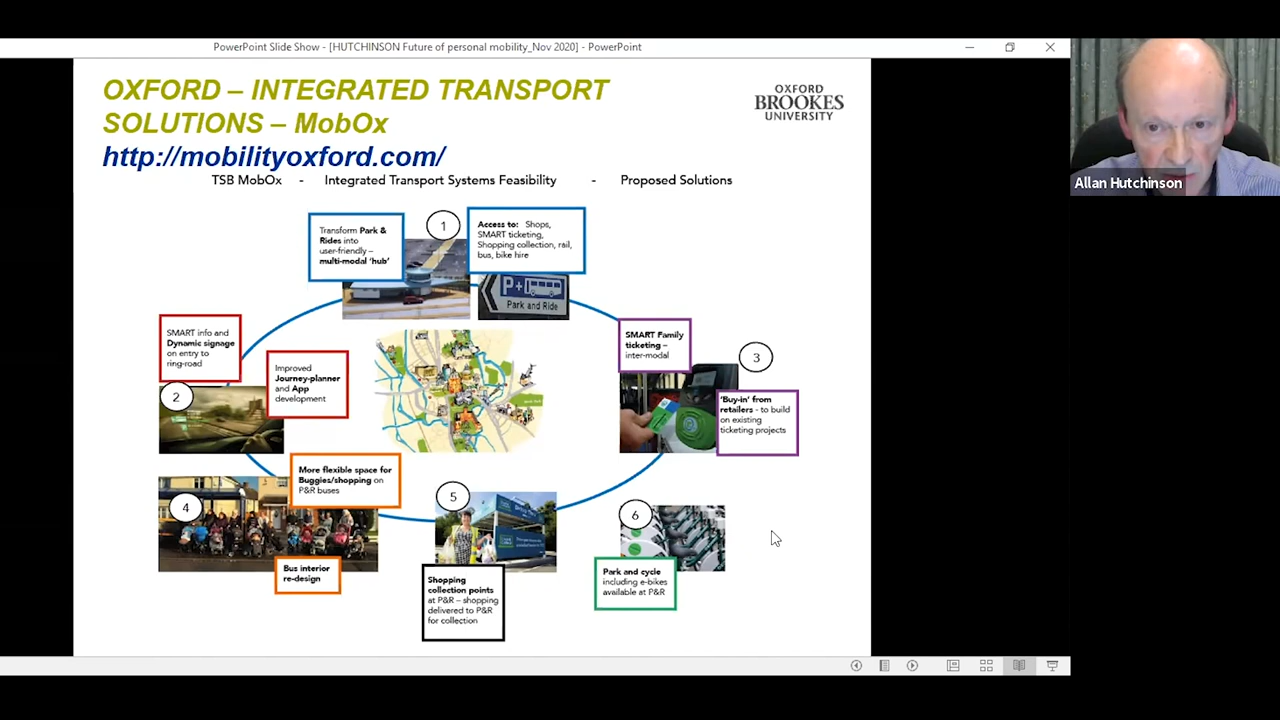 PowerPoint Slide Show - [HUTCHINSON Future of personal mobility_Nov 2020] - PowerPoint
OXFORD – INTEGRATED TRANSPORT
SOLUTIONS – MobOx
http://mobilityoxford.com/
OXFORD
BROOKES
UNIVERSITY
Allan Hutchinson
TSB MobOx - Integrated Transport Systems Feasibility - Proposed Solutions
Transform Park &
Rides into
user-friendly –
multi-modal 'hub'
1
Access to: Shops,
SMART ticketing,
Shopping collection, rail,
bus, bike hire
P+
Park and Ride
SMART info and
Dynamic signage
on entry to
ring-road
2
Improved
Journey-planner
and App
development
SMART Family
ticketing –
inter-modal
3
'Buy-in' from
retailers - to build
on existing
ticketing projects
More flexible space for
Buggies/shopping on
P&R buses
4
Bus interior
re-design
5
Shopping
collection points
at P&R – shopping
delivered to P&R
for collection
6
Park and cycle
including e-bikes
available at P&R